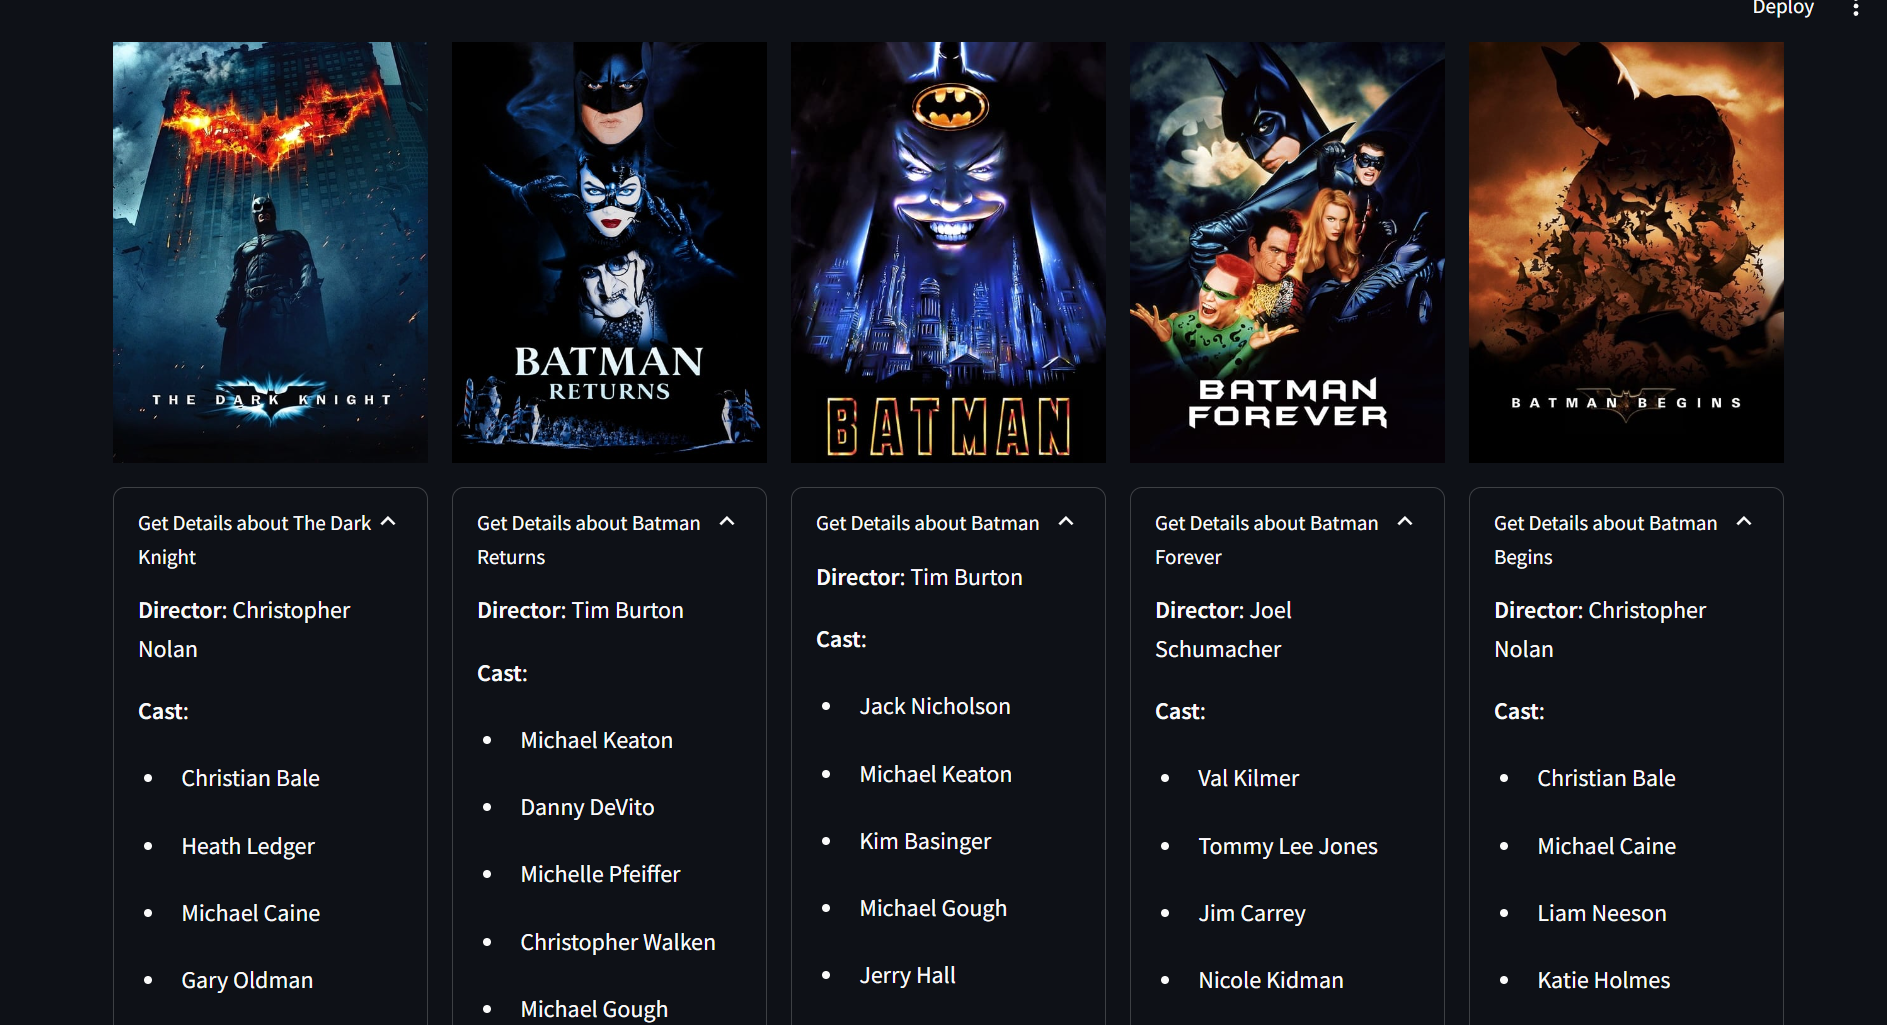 Deploy
THE DARK KNIGHT
BATMAN
RETURNS
BATMAN
BATMAN
FOREVER
BATMAN BEGINS
Get Details about The Dark
Knight
Director: Christopher
Nolan
Cast:
Christian Bale
Heath Ledger
Michael Caine
Gary Oldman
Get Details about Batman
Returns
Director: Tim Burton
Cast:
Michael Keaton
Danny DeVito
Michelle Pfeiffer
Christopher Walken
Michael Gough
Get Details about Batman
Director: Tim Burton
Cast:
Jack Nicholson
Michael Keaton
Kim Basinger
Michael Gough
Jerry Hall
Get Details about Batman
Forever
Director: Joel
Schumacher
Cast:
Val Kilmer
Tommy Lee Jones
Jim Carrey
Nicole Kidman
Get Details about Batman
Begins
Director: Christopher
Nolan
Cast:
Christian Bale
Michael Caine
Liam Neeson
Katie Holmes